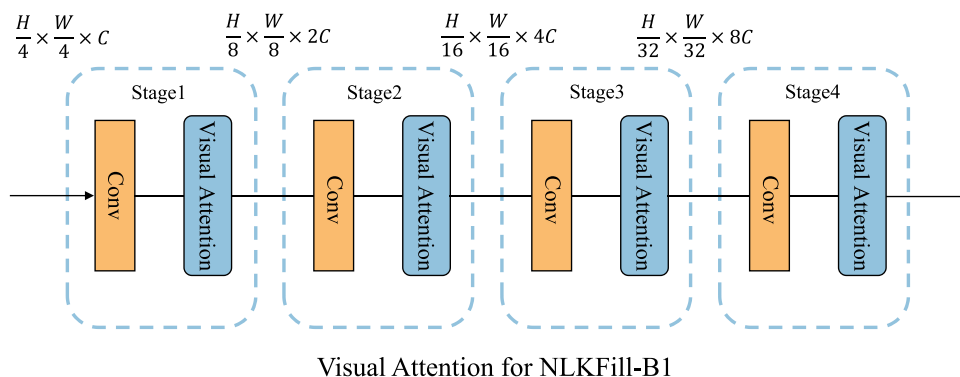 H/4 × W/4 × C
H/8 × W/8 × 2C
H/16 × W/16 × 4C
H/32 × W/32 × 8C
Stage1
Stage2
Stage3
Stage4
Conv
Visual Attention
Conv
Visual Attention
Conv
Visual Attention
Conv
Visual Attention
Visual Attention for NLKFill-B1